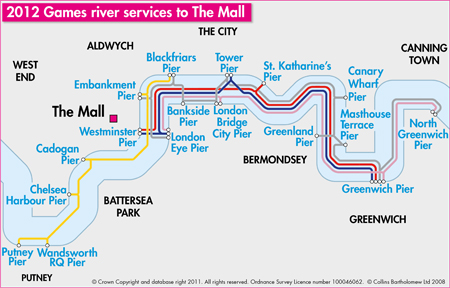 2012 Games river services to The Mall
THE CITY
ALDWYCH
CANNING
TOWN
WEST
END
Blackfriars
Pier
Tower
Pier
St. Katharine's
Pier
Canary
Wharf
Pier
Embankment
Pier
The Mall
Bankside
Pier
London
Bridge
City Pier
Masthouse
Terrace
Pier
North
Greenwich
Pier
Westminster
Pier
London
Eye Pier
Greenland
Pier
Cadogan
Pier
BERMONDSEY
Chelsea
Harbour Pier
Greenwich Pier
BATTERSEA
PARK
GREENWICH
Putney
Pier
Wandsworth
RQ Pier
PUTNEY
© Crown Copyright and database right 2011. All rights reserved. Ordnance Survey Licence number 100046062. © Collins Bartholomew Ltd 2008